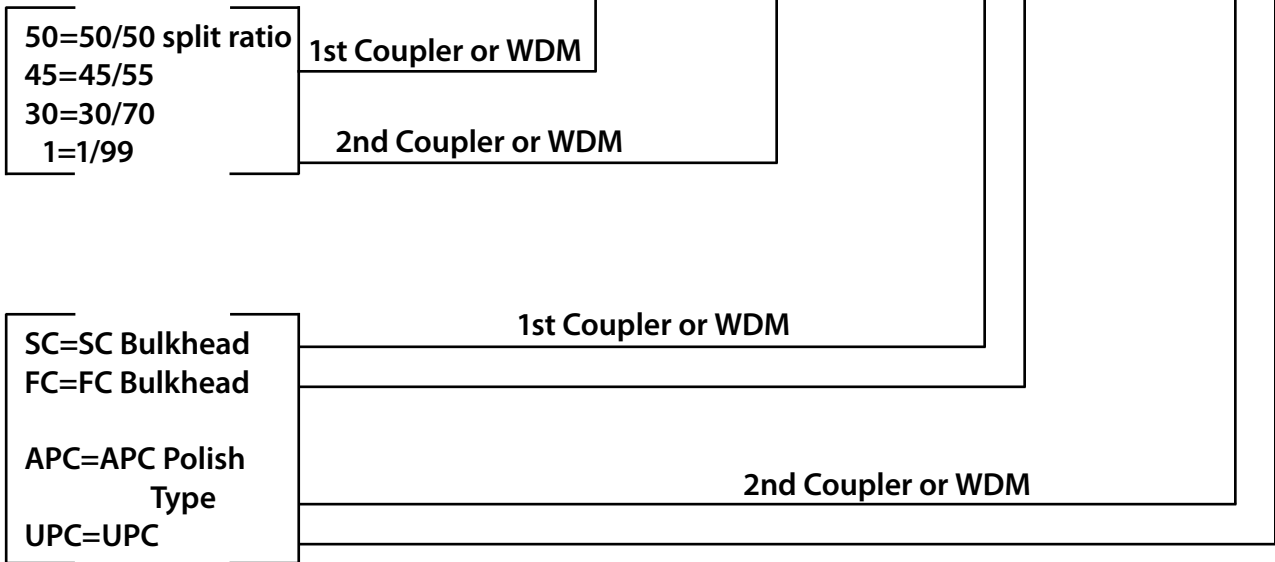 50=50/50 split ratio
45=45/55
30=30/70
1=1/99
1st Coupler or WDM
2nd Coupler or WDM
SC=SC Bulkhead
FC=FC Bulkhead
APC=APC Polish
Type
UPC=UPC
1st Coupler or WDM
2nd Coupler or WDM